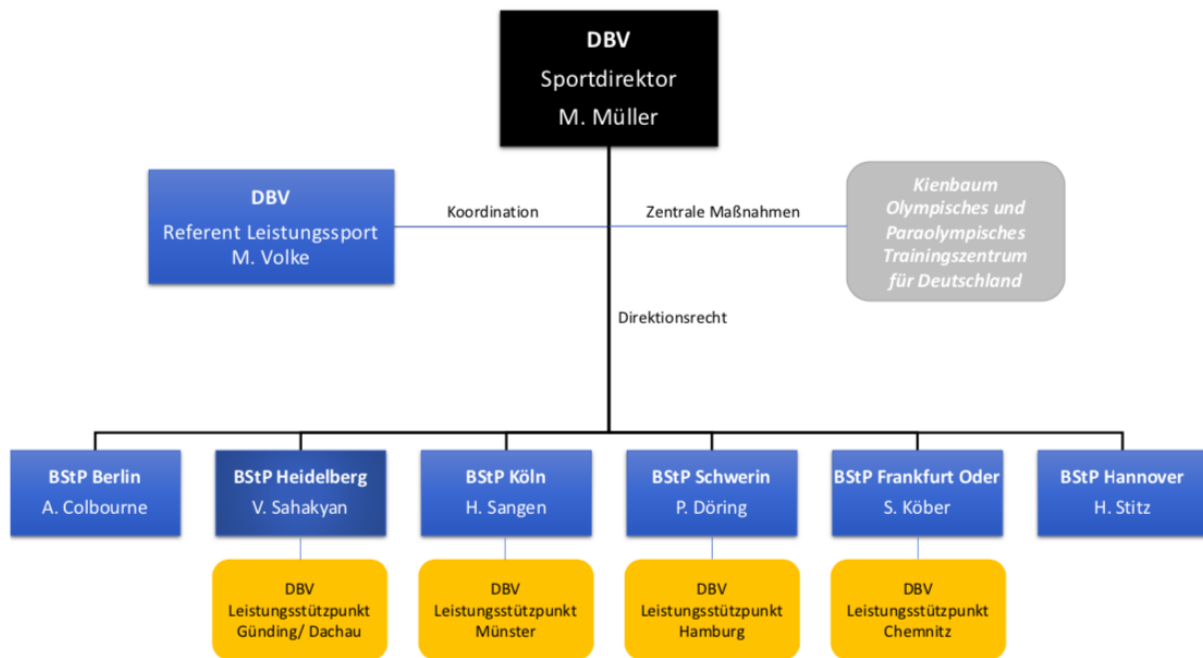 DBV
Sportdirektor
M. Müller
DBV
Referent Leistungssport
M. Volke
Koordination
Zentrale Maßnahmen
Kienbaum
Olympisches und
Paraolympisches
Trainingszentrum
für Deutschland
Direktionsrecht
BStP Berlin
A. Colbourne
BStP Heidelberg
V. Sahakyan
BStP Köln
H. Sangen
BStP Schwerin
P. Döring
BStP Frankfurt Oder
S. Köber
BStP Hannover
H. Stitz
DBV
Leistungsstützpunkt
Günding/ Dachau
DBV
Leistungsstützpunkt
Münster
DBV
Leistungsstützpunkt
Hamburg
DBV
Leistungsstützpunkt
Chemnitz